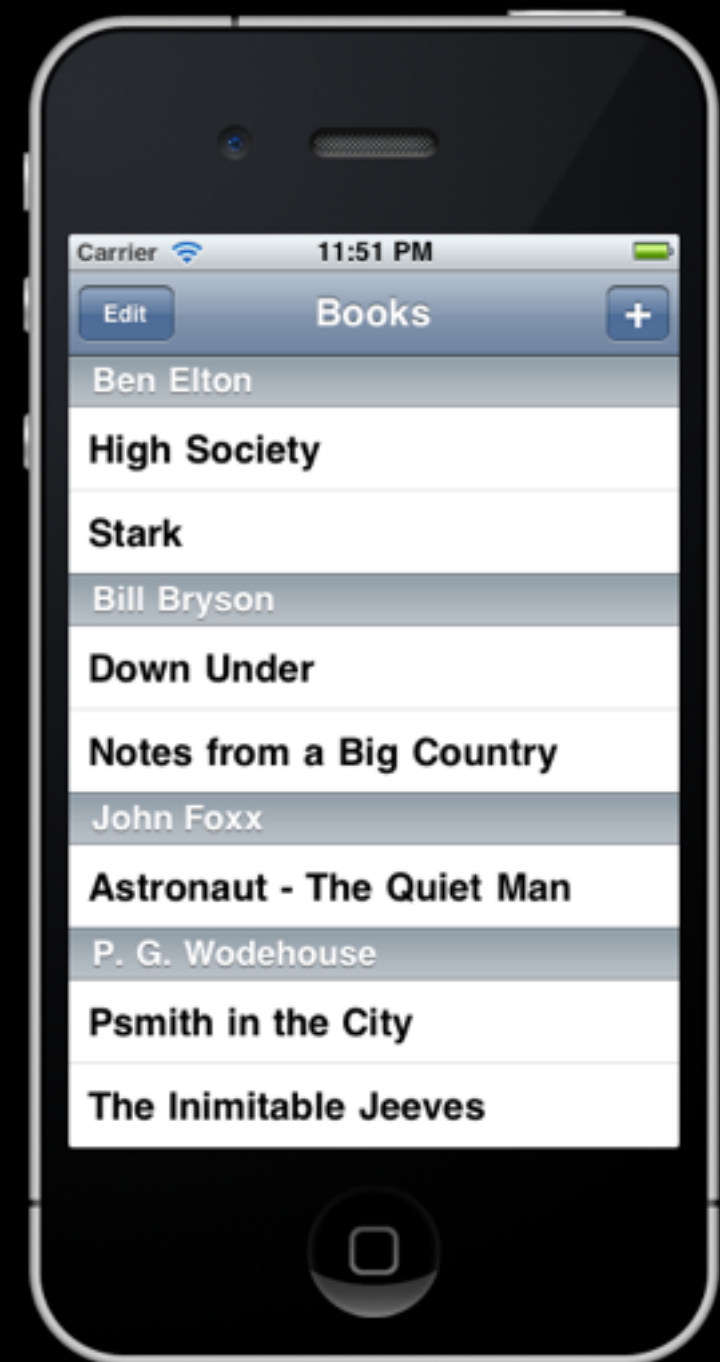 Carrier 11:51 PM
Edit Books +
Ben Elton
High Society
Stark
Bill Bryson
Down Under
Notes from a Big Country
John Foxx
Astronaut - The Quiet Man
P. G. Wodehouse
Psmith in the City
The Inimitable Jeeves